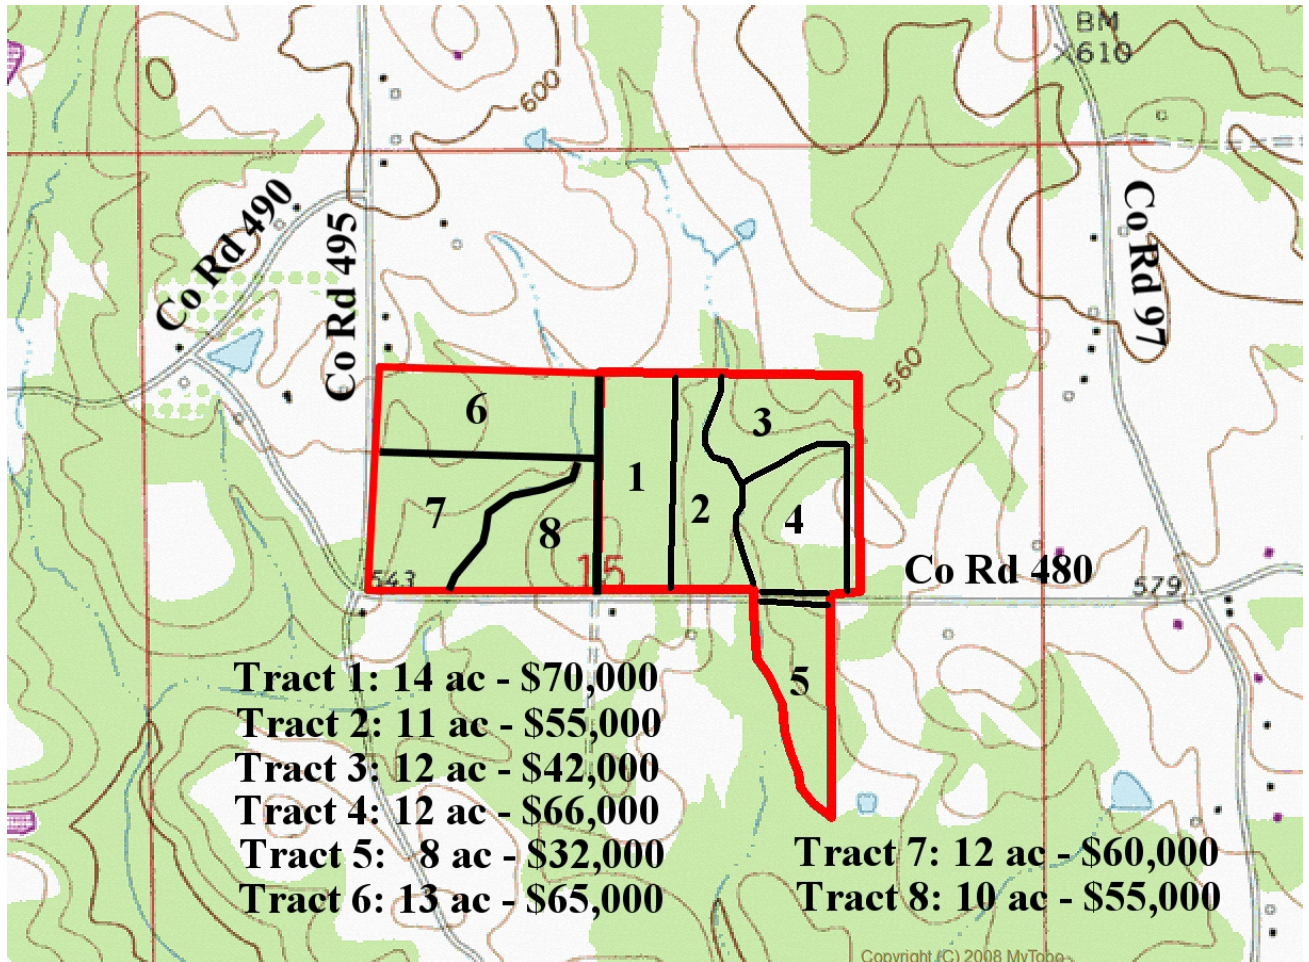 BM
×610
600
Co Rd 490
Co Rd 495
Co Rd 97
560
6
3
1
7
2
8
4
15
543
Co Rd 480
579
5
Tract 1: 14 ac - $70,000
Tract 2: 11 ac - $55,000
Tract 3: 12 ac - $42,000
Tract 4: 12 ac - $66,000
Tract 5: 8 ac - $32,000
Tract 6: 13 ac - $65,000
Tract 7: 12 ac - $60,000
Tract 8: 10 ac - $55,000
Copyright (C) 2008 MyTopo